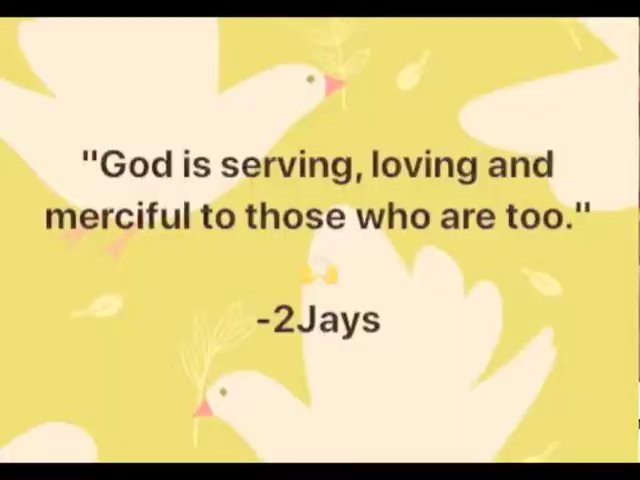 "God is serving, loving and
merciful to those who are too."
-2Jays